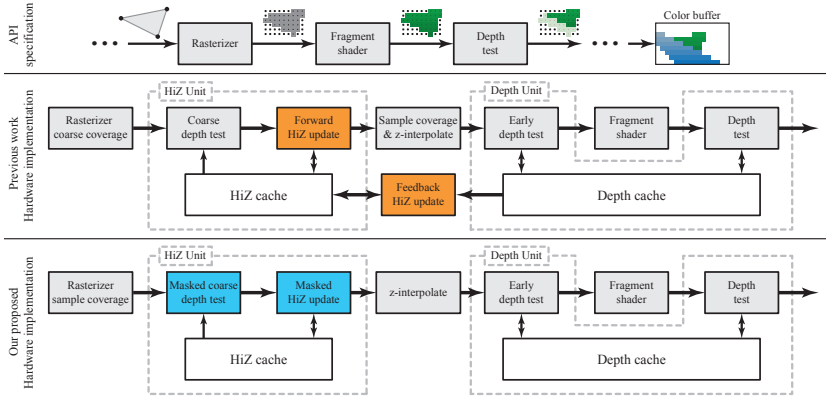 API
specification
Rasterizer
Fragment
shader
Depth
test
Color buffer
Previous work
Hardware implementation
HiZ Unit
Depth Unit
Rasterizer
coarse coverage
Coarse
depth test
Forward
HiZ update
Sample coverage
& z-interpolate
Early
depth test
Fragment
shader
Depth
test
HiZ cache
Feedback
HiZ update
Depth cache
Our proposed
Hardware implementation
HiZ Unit
Depth Unit
Rasterizer
sample coverage
Masked coarse
depth test
Masked
HiZ update
z-interpolate
Early
depth test
Fragment
shader
Depth
test
HiZ cache
Depth cache